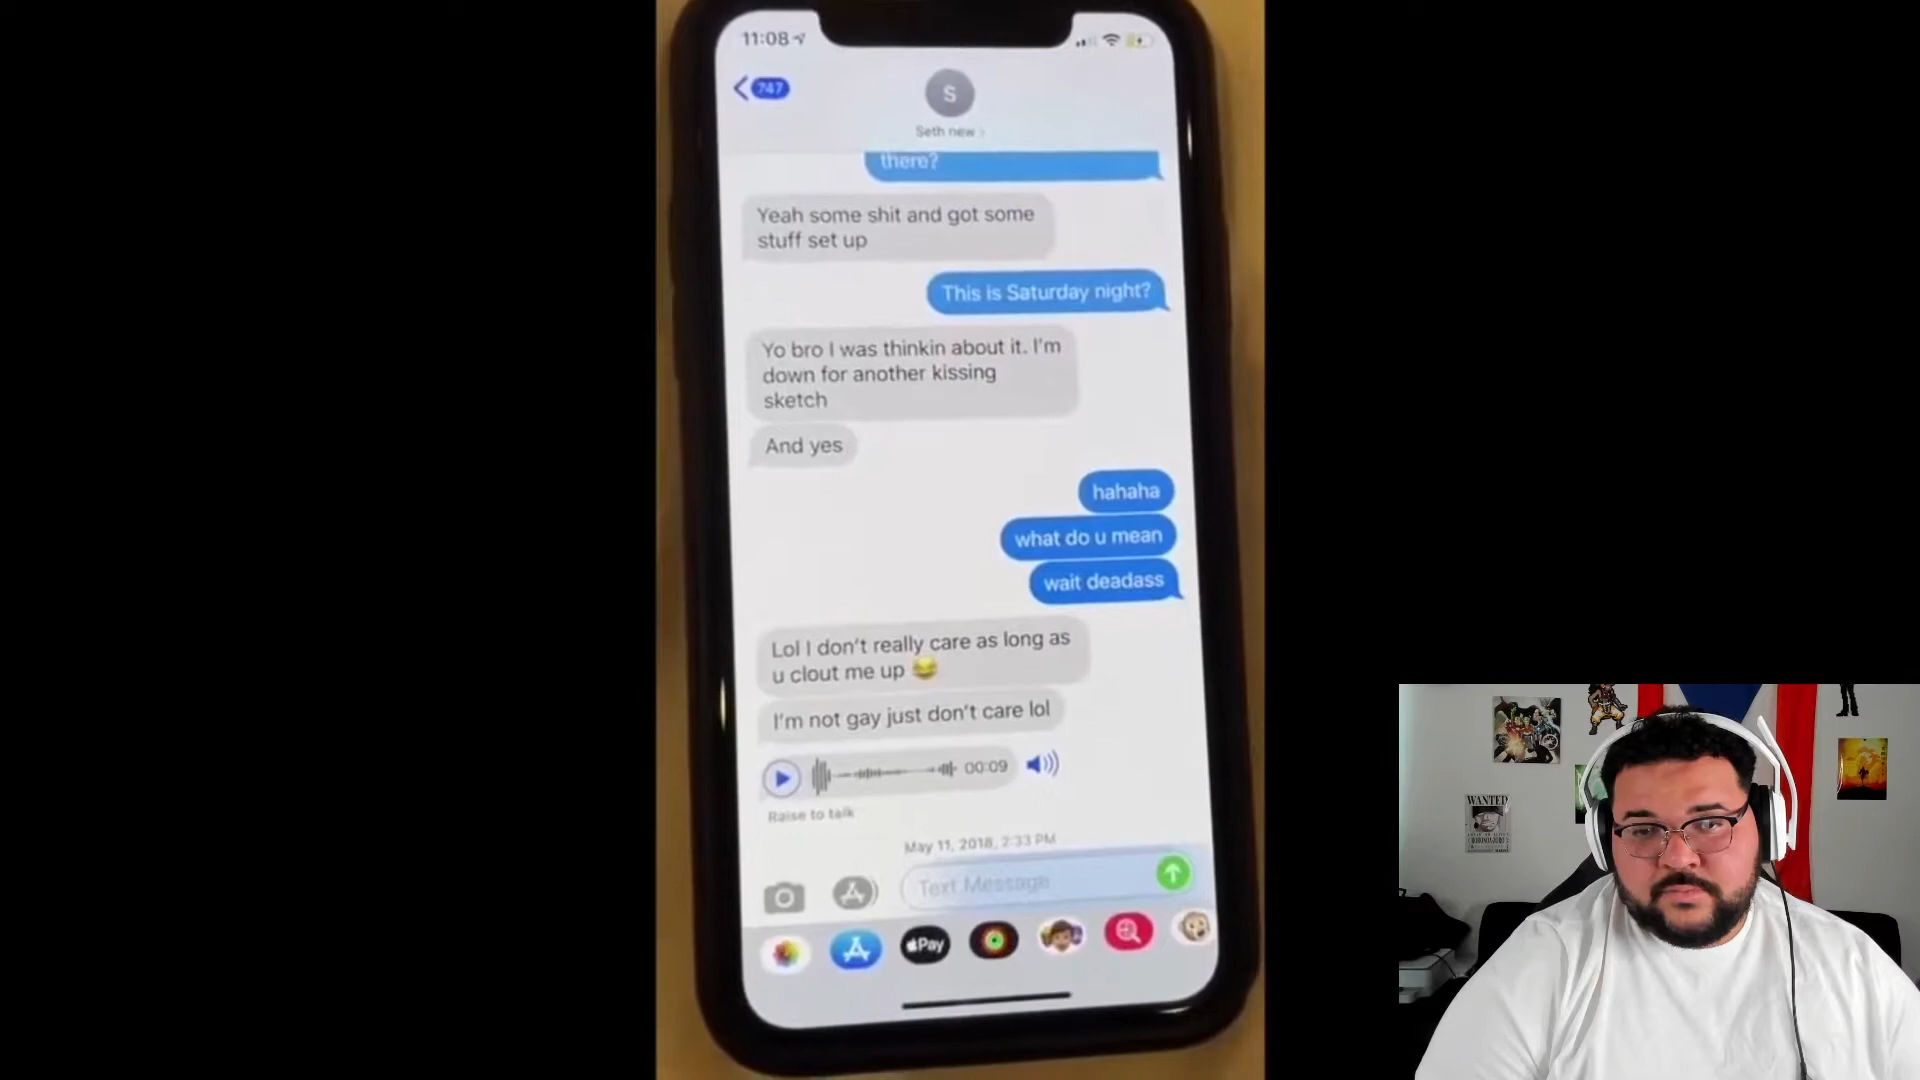 11:08
747
S
Seth new
there?
Yeah some shit and got some
stuff set up
This is Saturday night?
Yo bro I was thinkin about it. I'm
down for another kissing
sketch
And yes
hahaha
what do u mean
wait deadass
Lol I don't really care as long as
u clout me up 😂
I'm not gay just don't care lol
00:09
Raise to talk
May 11, 2018, 2:33 PM
Text Message
Pay
WANTED